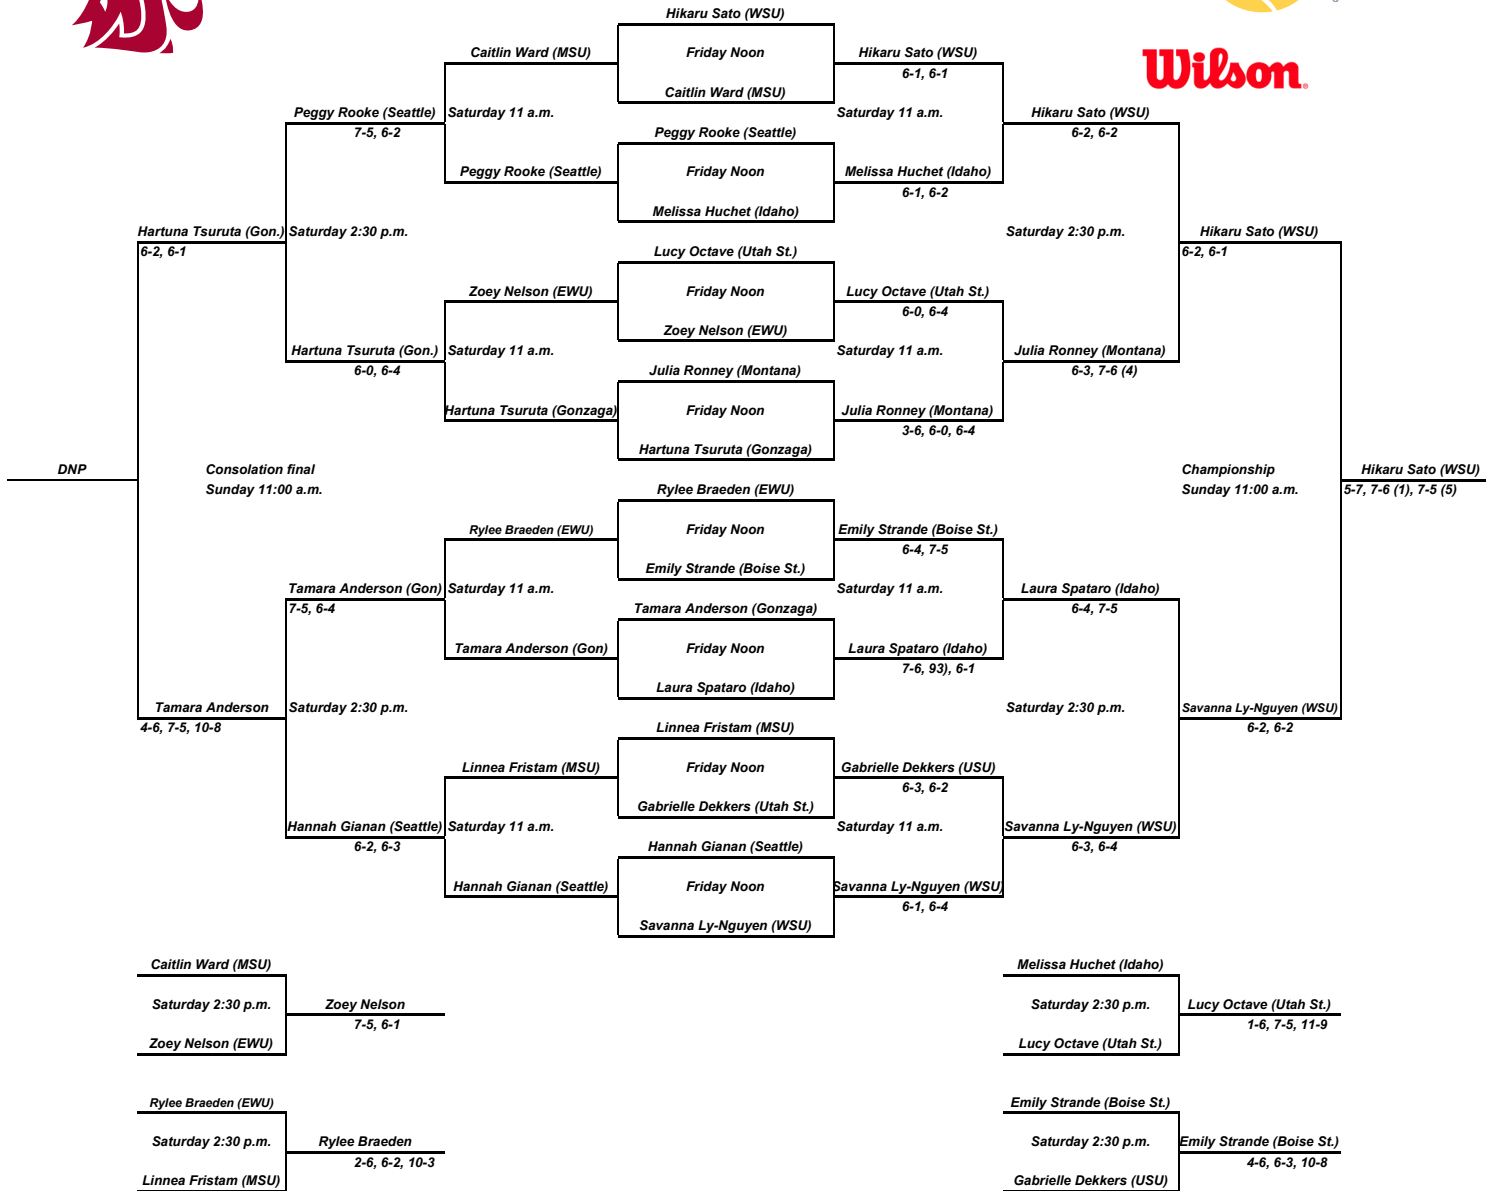 Hikaru Sato (WSU)
Caitlin Ward (MSU) Friday Noon Hikaru Sato (WSU)
Wilson
6-1, 6-1
Caitlin Ward (MSU)
Peggy Rooke (Seattle) Saturday 11 a.m. Saturday 11 a.m. Hikaru Sato (WSU)
7-5, 6-2 Peggy Rooke (Seattle) 6-2, 6-2
Peggy Rooke (Seattle) Friday Noon Melissa Huchet (Idaho)
6-1, 6-2
Melissa Huchet (Idaho)
Hartuna Tsuruta (Gon.) Saturday 2:30 p.m. Saturday 2:30 p.m. Hikaru Sato (WSU)
6-2, 6-1 Lucy Octave (Utah St.) 6-2, 6-1
Zoey Nelson (EWU) Friday Noon Lucy Octave (Utah St.)
6-0, 6-4
Zoey Nelson (EWU)
Hartuna Tsuruta (Gon.) Saturday 11 a.m. Saturday 11 a.m. Julia Ronney (Montana)
6-0, 6-4 Julia Ronney (Montana) 6-3, 7-6 (4)
Hartuna Tsuruta (Gonzaga) Friday Noon Julia Ronney (Montana)
3-6, 6-0, 6-4
Hartuna Tsuruta (Gonzaga)
DNP Consolation final Championship Hikaru Sato (WSU)
Sunday 11:00 a.m. Rylee Braeden (EWU) Sunday 11:00 a.m. 5-7, 7-6 (1), 7-5 (5)
Rylee Braeden (EWU) Friday Noon Emily Strande (Boise St.)
6-4, 7-5
Emily Strande (Boise St.)
Tamara Anderson (Gon) Saturday 11 a.m. Saturday 11 a.m. Laura Spataro (Idaho)
7-5, 6-4 Tamara Anderson (Gonzaga) 6-4, 7-5
Tamara Anderson (Gon) Friday Noon Laura Spataro (Idaho)
7-6, 93), 6-1
Laura Spataro (Idaho)
Tamara Anderson Saturday 2:30 p.m. Saturday 2:30 p.m. Savanna Ly-Nguyen (WSU)
4-6, 7-5, 10-8 Linnea Fristam (MSU) 6-2, 6-2
Linnea Fristam (MSU) Friday Noon Gabrielle Dekkers (USU)
6-3, 6-2
Gabrielle Dekkers (Utah St.)
Hannah Gianan (Seattle) Saturday 11 a.m. Saturday 11 a.m. Savanna Ly-Nguyen (WSU)
6-2, 6-3 Hannah Gianan (Seattle) 6-3, 6-4
Hannah Gianan (Seattle) Friday Noon Savanna Ly-Nguyen (WSU)
6-1, 6-4
Savanna Ly-Nguyen (WSU)
Caitlin Ward (MSU) Melissa Huchet (Idaho)
Saturday 2:30 p.m. Zoey Nelson Saturday 2:30 p.m. Lucy Octave (Utah St.)
7-5, 6-1 1-6, 7-5, 11-9
Zoey Nelson (EWU) Lucy Octave (Utah St.)
Rylee Braeden (EWU) Emily Strande (Boise St.)
Saturday 2:30 p.m. Rylee Braeden Saturday 2:30 p.m. Emily Strande (Boise St.)
2-6, 6-2, 10-3 4-6, 6-3, 10-8
Linnea Fristam (MSU) Gabrielle Dekkers (USU)